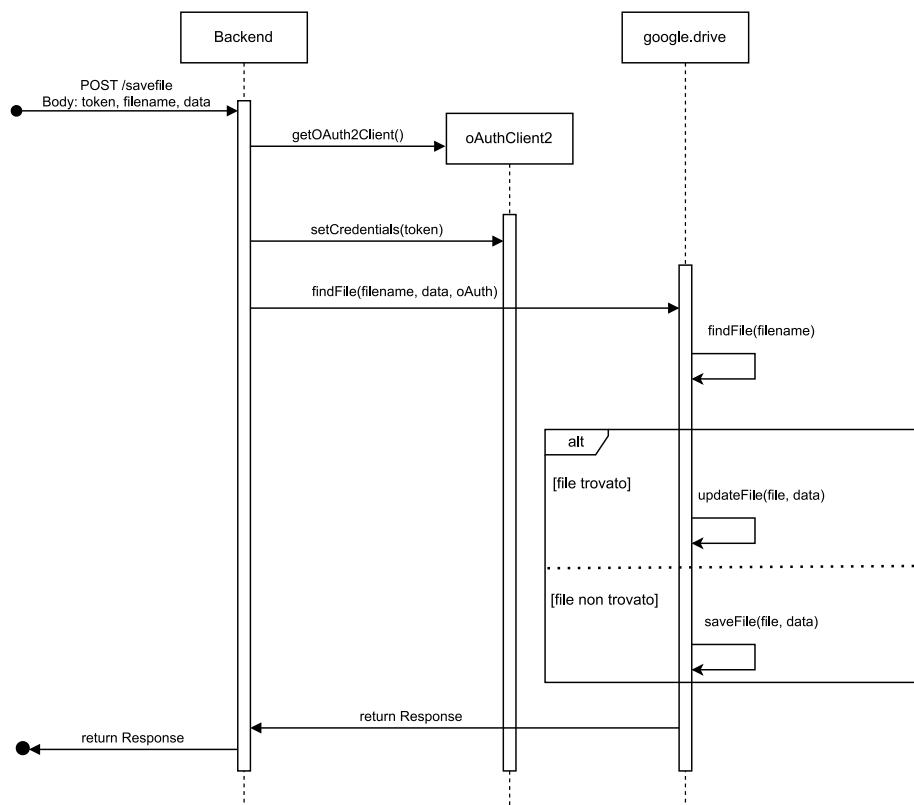 Backend
google.drive
POST /savefile
Body: token, filename, data
getOAuth2Client()
oAuthClient2
setCredentials(token)
findFile(filename, data, oAuth)
findFile(filename)
alt
[file trovato]
updateFile(file, data)
[file non trovato]
saveFile(file, data)
return Response
return Response